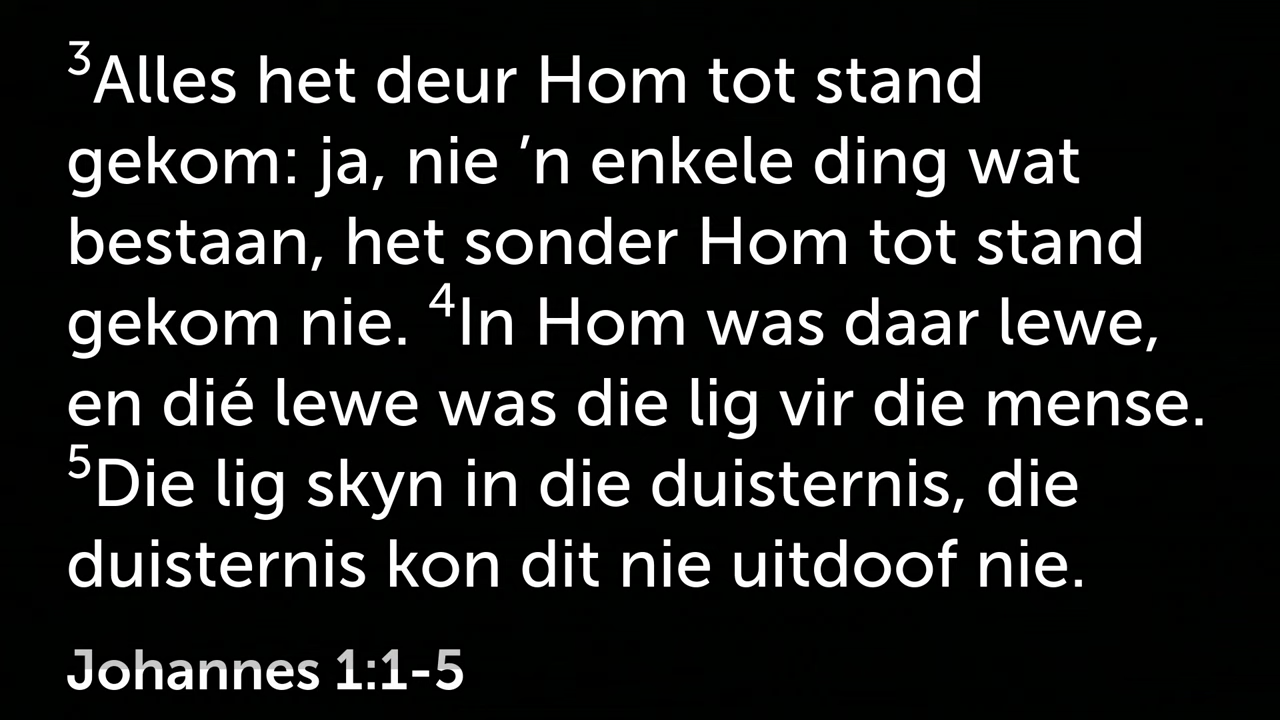 ³Alles het deur Hom tot stand
gekom: ja, nie ’n enkele ding wat
bestaan, het sonder Hom tot stand
gekom nie. ⁴In Hom was daar lewe,
en dié lewe was die lig vir die mense.
⁵Die lig skyn in die duisternis, die
duisternis kon dit nie uitdoof nie.
Johannes 1:1-5